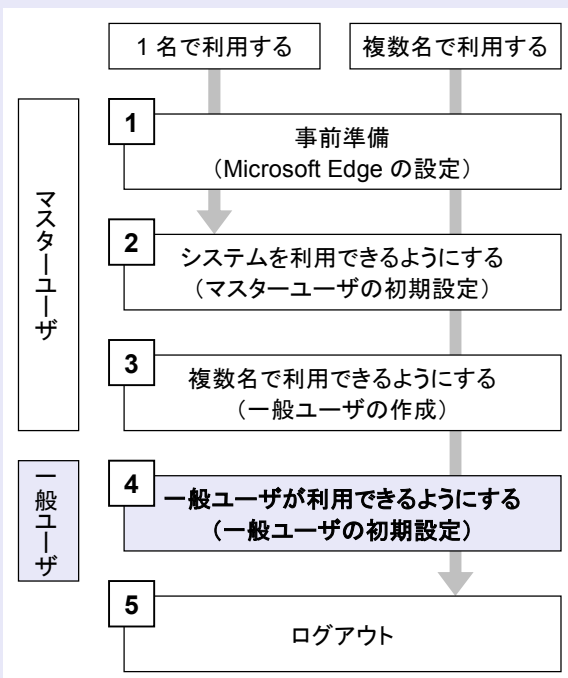 1 名で利用する
複数名で利用する
マスターユーザ
1
事前準備
（Microsoft Edge の設定）
2
システムを利用できるようにする
（マスターユーザの初期設定）
3
複数名で利用できるようにする
（一般ユーザの作成）
一般ユーザ
4
一般ユーザが利用できるようにする
（一般ユーザの初期設定）
5
ログアウト